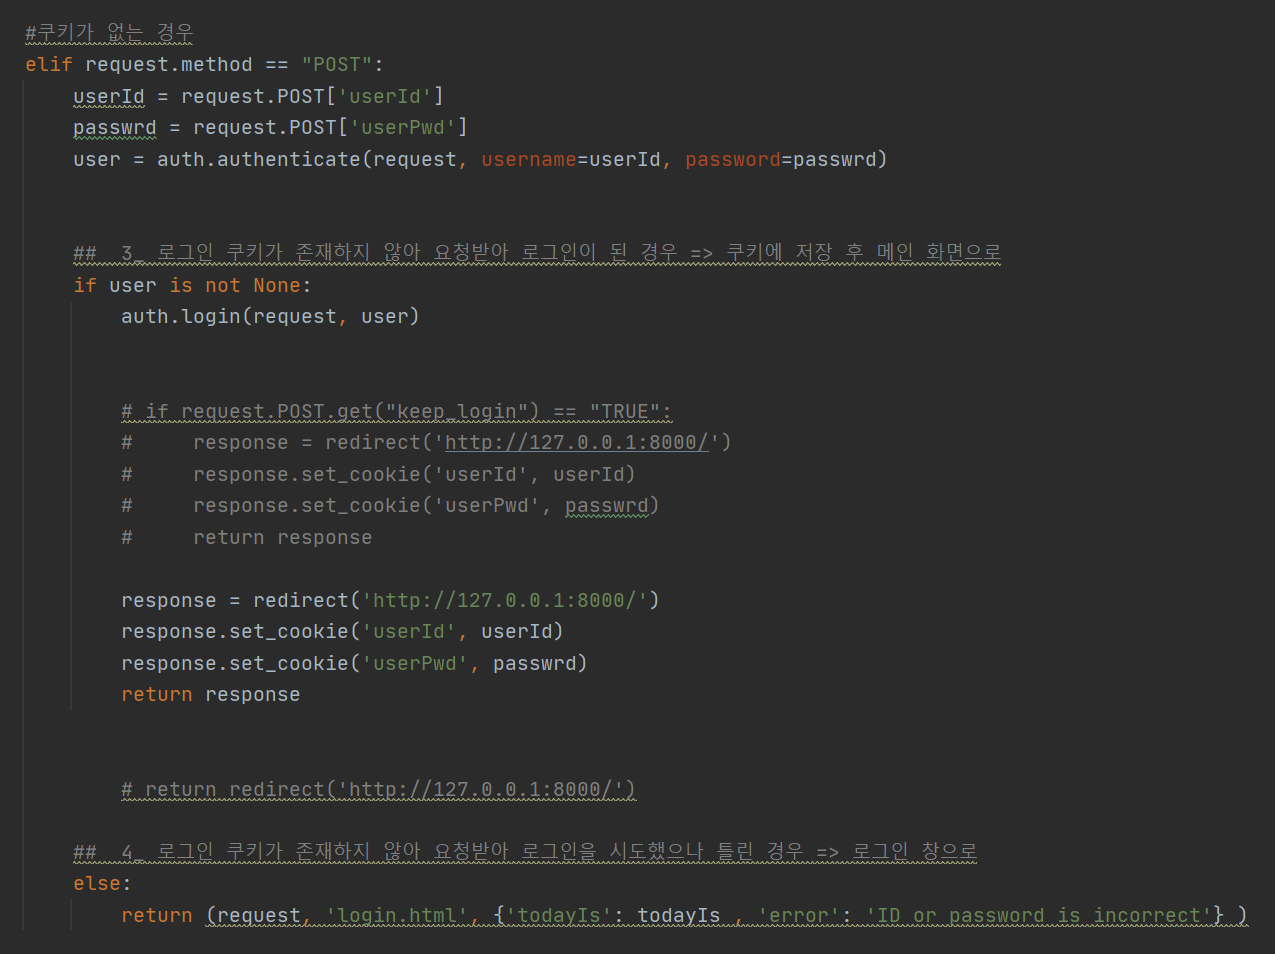 #쿠키가 없는 경우
elif request.method == "POST":
    userId = request.POST['userId']
    passwrd = request.POST['userPwd']
    user = auth.authenticate(request, username=userId, password=passwrd)
    ##  3_ 로그인 쿠키가 존재하지 않아 요청받아 로그인이 된 경우 => 쿠키에 저장 후 메인 화면으로
    if user is not None:
        auth.login(request, user)
        # if request.POST.get("keep_login") == "TRUE":
        #     response = redirect('http://127.0.0.1:8000/')
        #     response.set_cookie('userId', userId)
        #     response.set_cookie('userPwd', passwrd)
        #     return response
        response = redirect('http://127.0.0.1:8000/')
        response.set_cookie('userId', userId)
        response.set_cookie('userPwd', passwrd)
        return response
        # return redirect('http://127.0.0.1:8000/')
    ##  4_ 로그인 쿠키가 존재하지 않아 요청받아 로그인을 시도했으나 틀린 경우 => 로그인 창으로
    else:
        return (request, 'login.html', {'todayIs': todayIs , 'error': 'ID or password is incorrect'} )